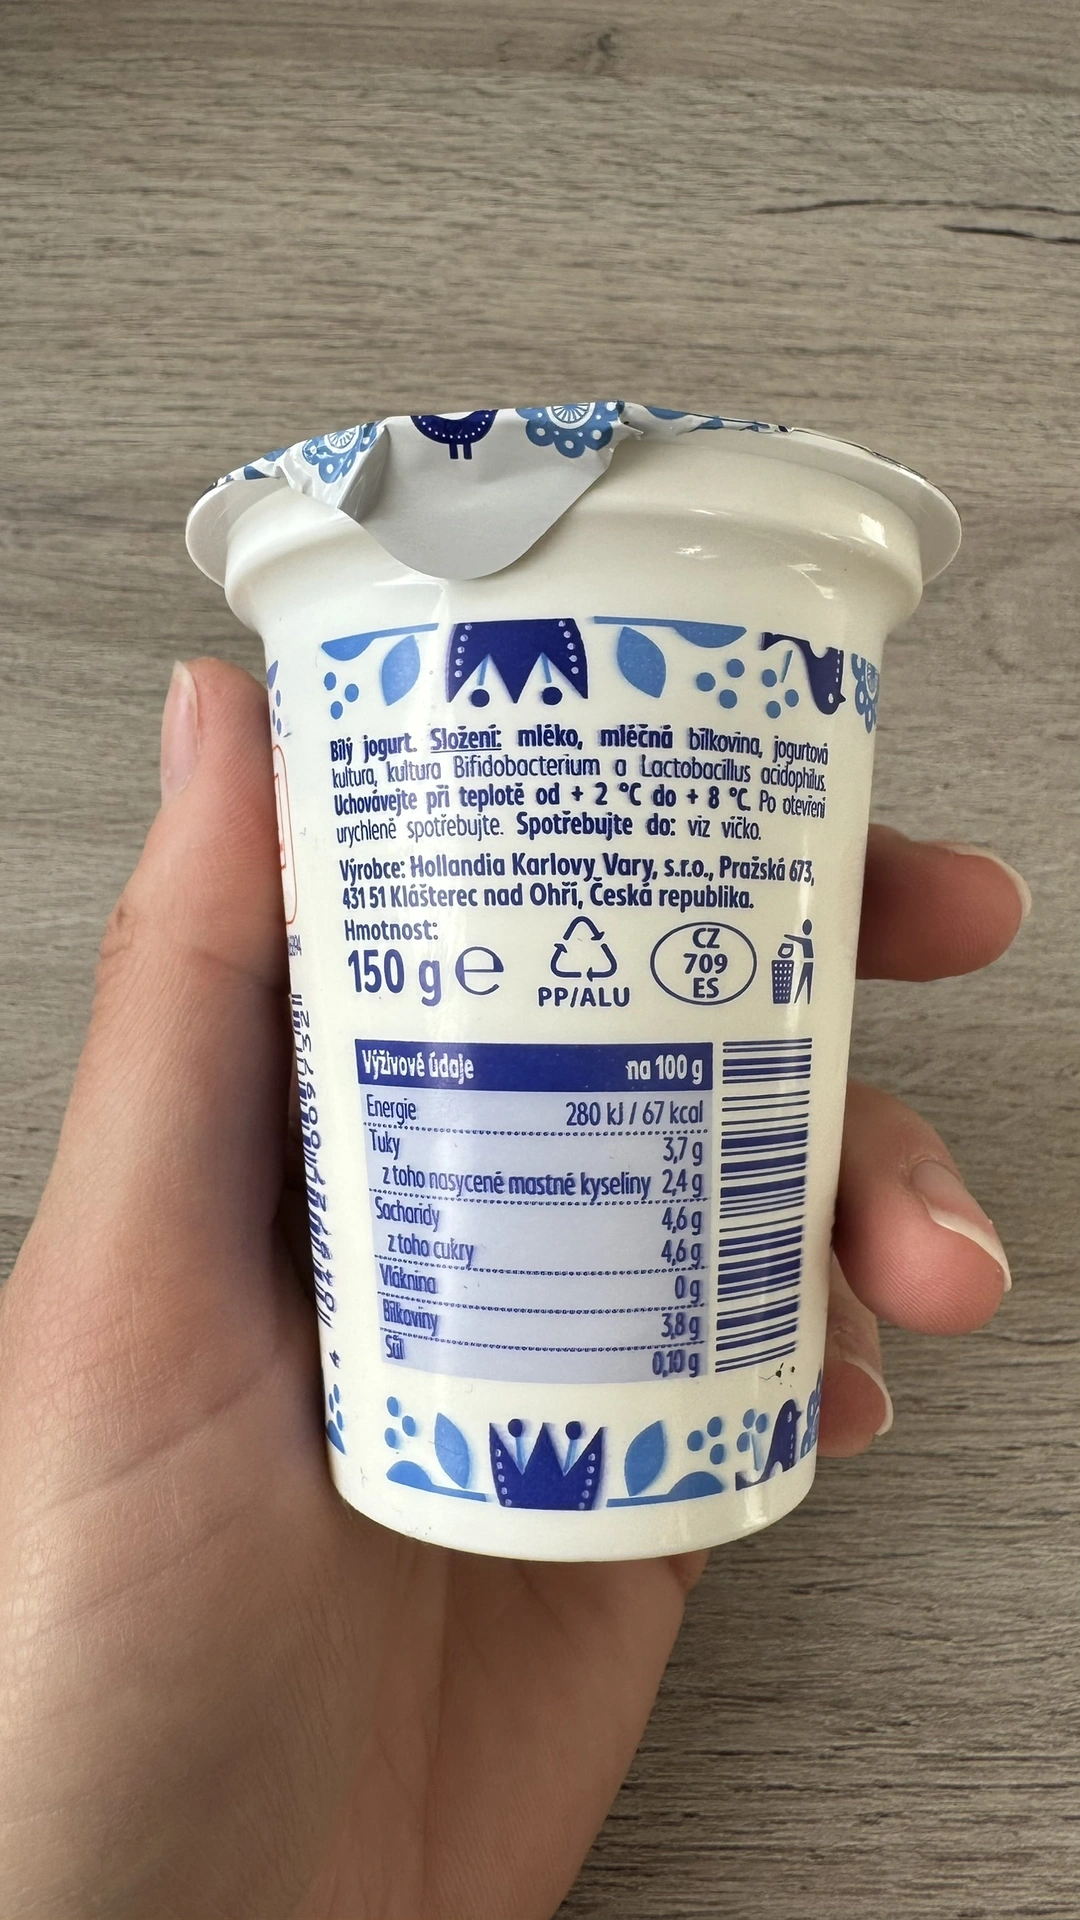 Bílý jogurt. Složení: mléko, mléčná bílkovina, jogurtová
kultura, kultura Bifidobacterium a Lactobacillus acidophilus.
Uchovávejte při teplotě od + 2 °C do + 8 °C. Po otevření
urychleně spotřebujte. Spotřebujte do: viz víčko.
Výrobce: Hollandia Karlovy Vary, s.r.o., Pražská 673,
431 51 Klášterec nad Ohří, Česká republika.
Hmotnost:
150 g e
PP/ALU
CZ
709
ES
Výživové údaje na 100 g
Energie 280 kJ / 67 kcal
Tuky 3,7 g
z toho nasycené mastné kyseliny 2,4 g
Sacharidy 4,6 g
z toho cukry 4,6 g
Vláknina 0 g
Bílkoviny 3,8 g
Sůl 0,10 g